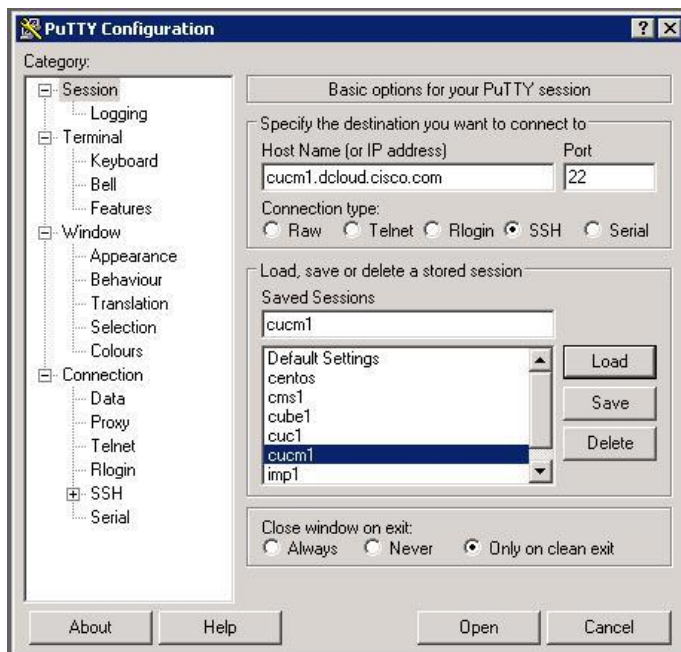 PuTTY Configuration
Category:
Session
Logging
Terminal
Keyboard
Bell
Features
Window
Appearance
Behaviour
Translation
Selection
Colours
Connection
Data
Proxy
Telnet
Rlogin
SSH
Serial
Basic options for your PuTTY session
Specify the destination you want to connect to
Host Name (or IP address) Port
cucm1.dcloud.cisco.com 22
Connection type:
Raw Telnet Rlogin SSH Serial
Load, save or delete a stored session
Saved Sessions
cucm1
Default Settings
centos
cms1
cube1
cuc1
cucm1
imp1
Load
Save
Delete
Close window on exit:
Always Never Only on clean exit
About Help Open Cancel